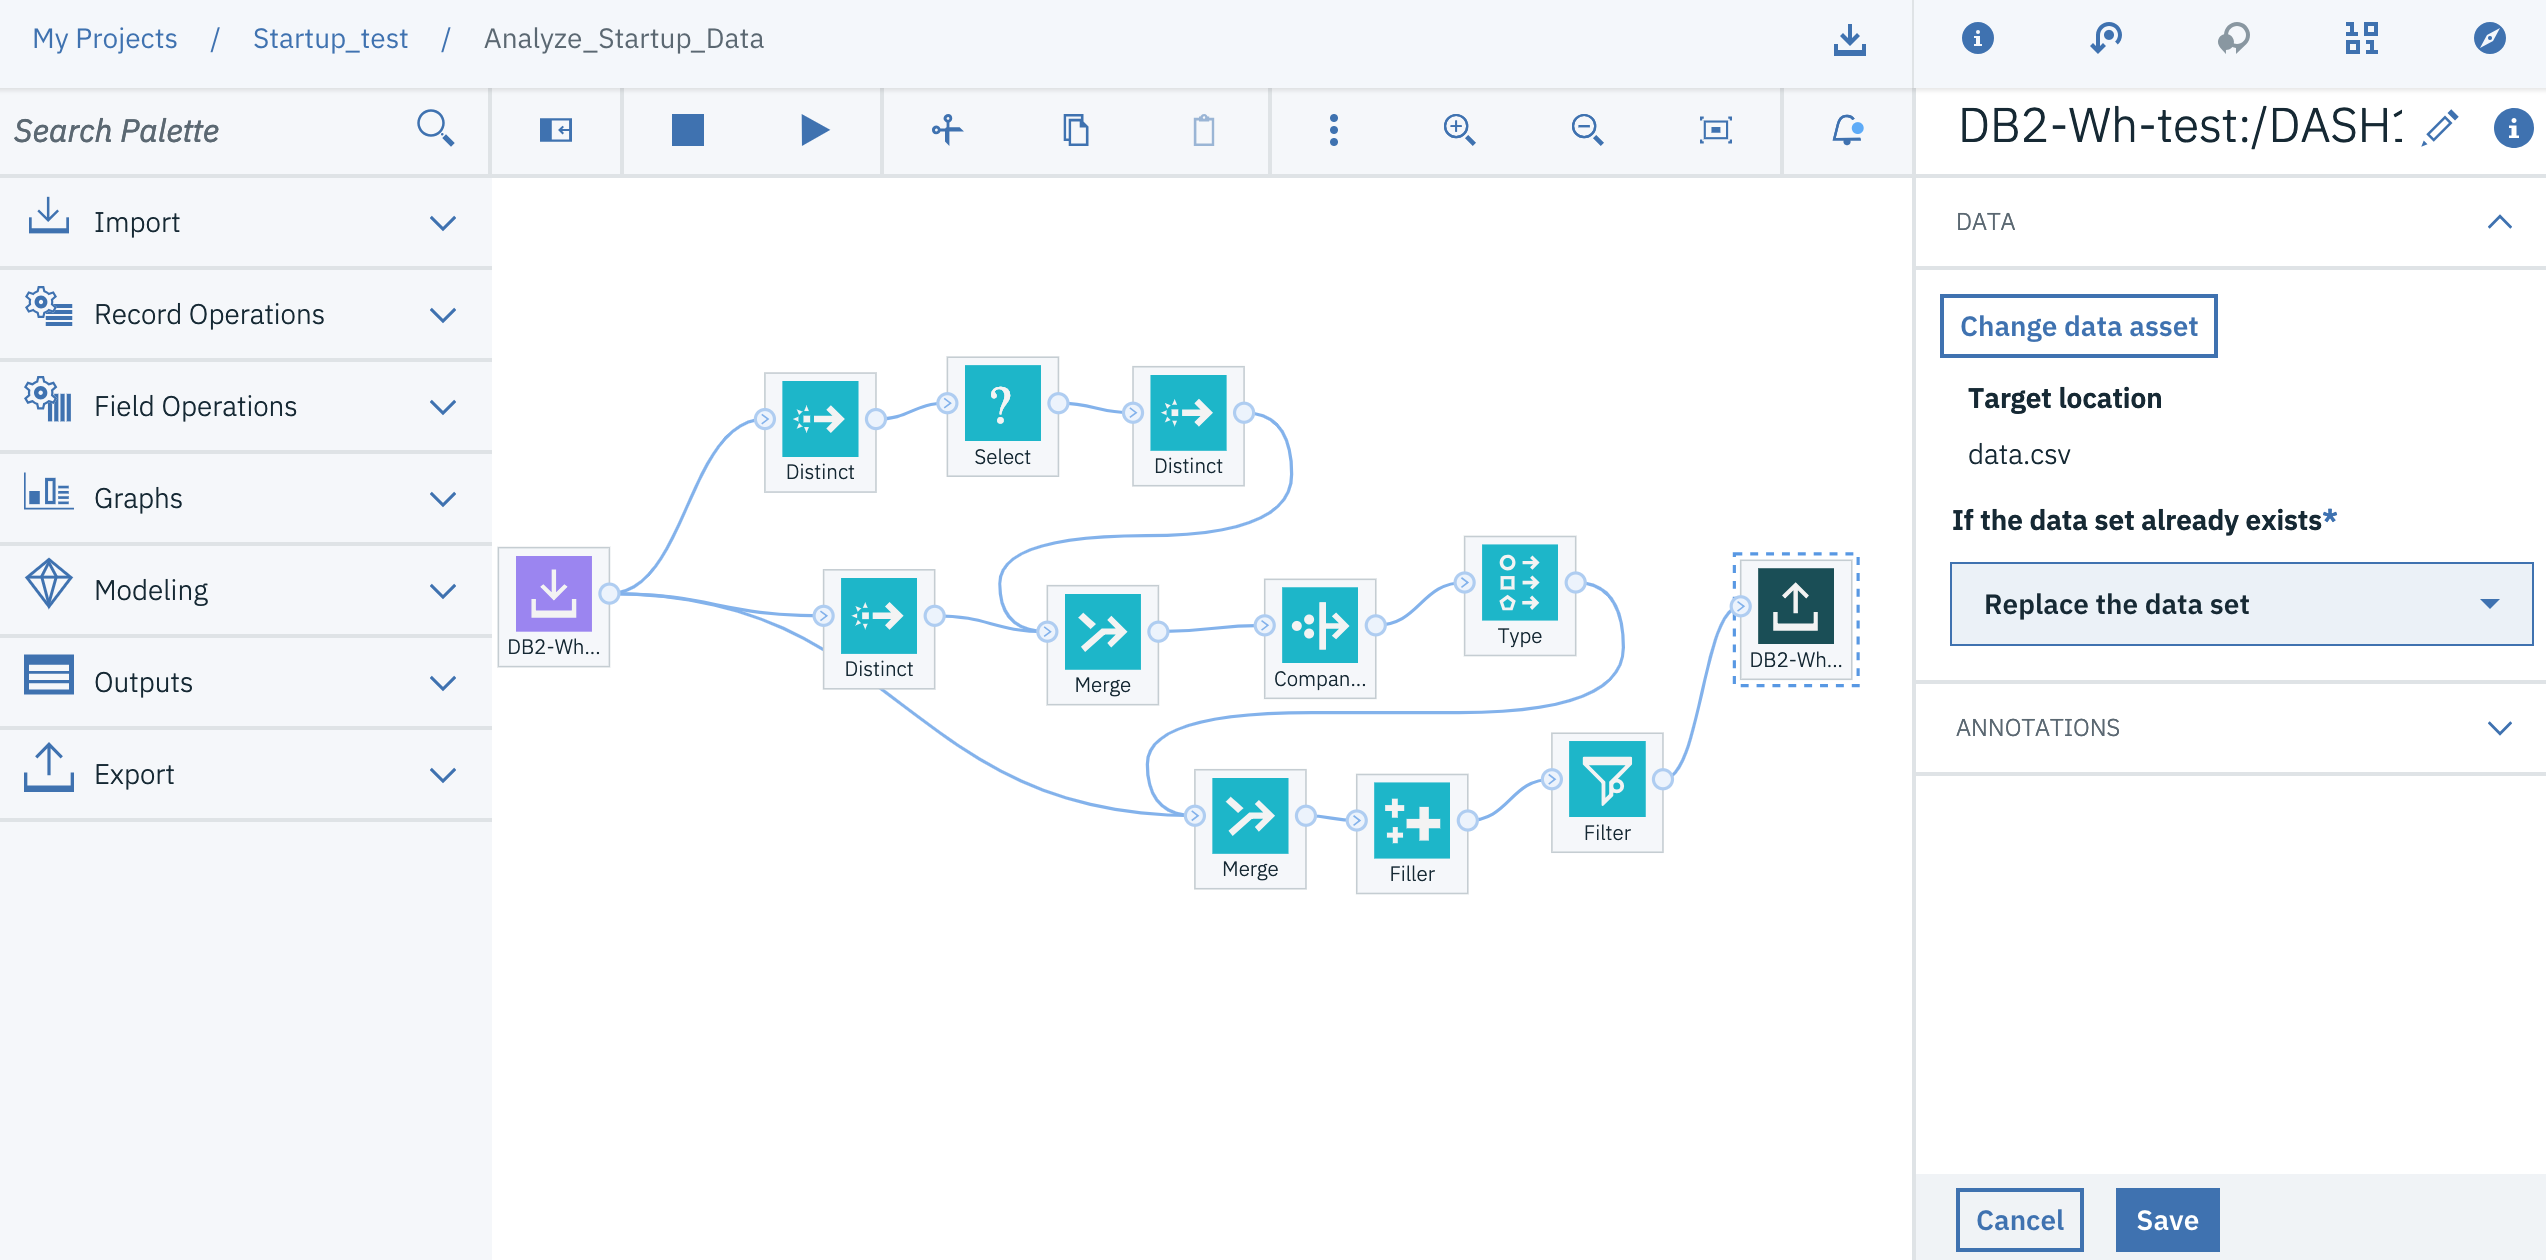 My Projects / Startup_test / Analyze_Startup_Data
Search Palette
Import
Record Operations
Field Operations
Graphs
Modeling
Outputs
Export
Distinct
Select
Distinct
DB2-Wh...
Distinct
Merge
Compan...
Type
DB2-Wh...
Merge
Filler
Filter
DB2-Wh-test:/DASH1
DATA
Change data asset
Target location
data.csv
If the data set already exists*
Replace the data set
ANNOTATIONS
Cancel
Save